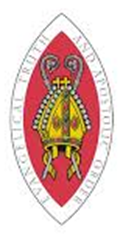 EVANGELICAL TRUTH
AND APOSTOLIC ORDER